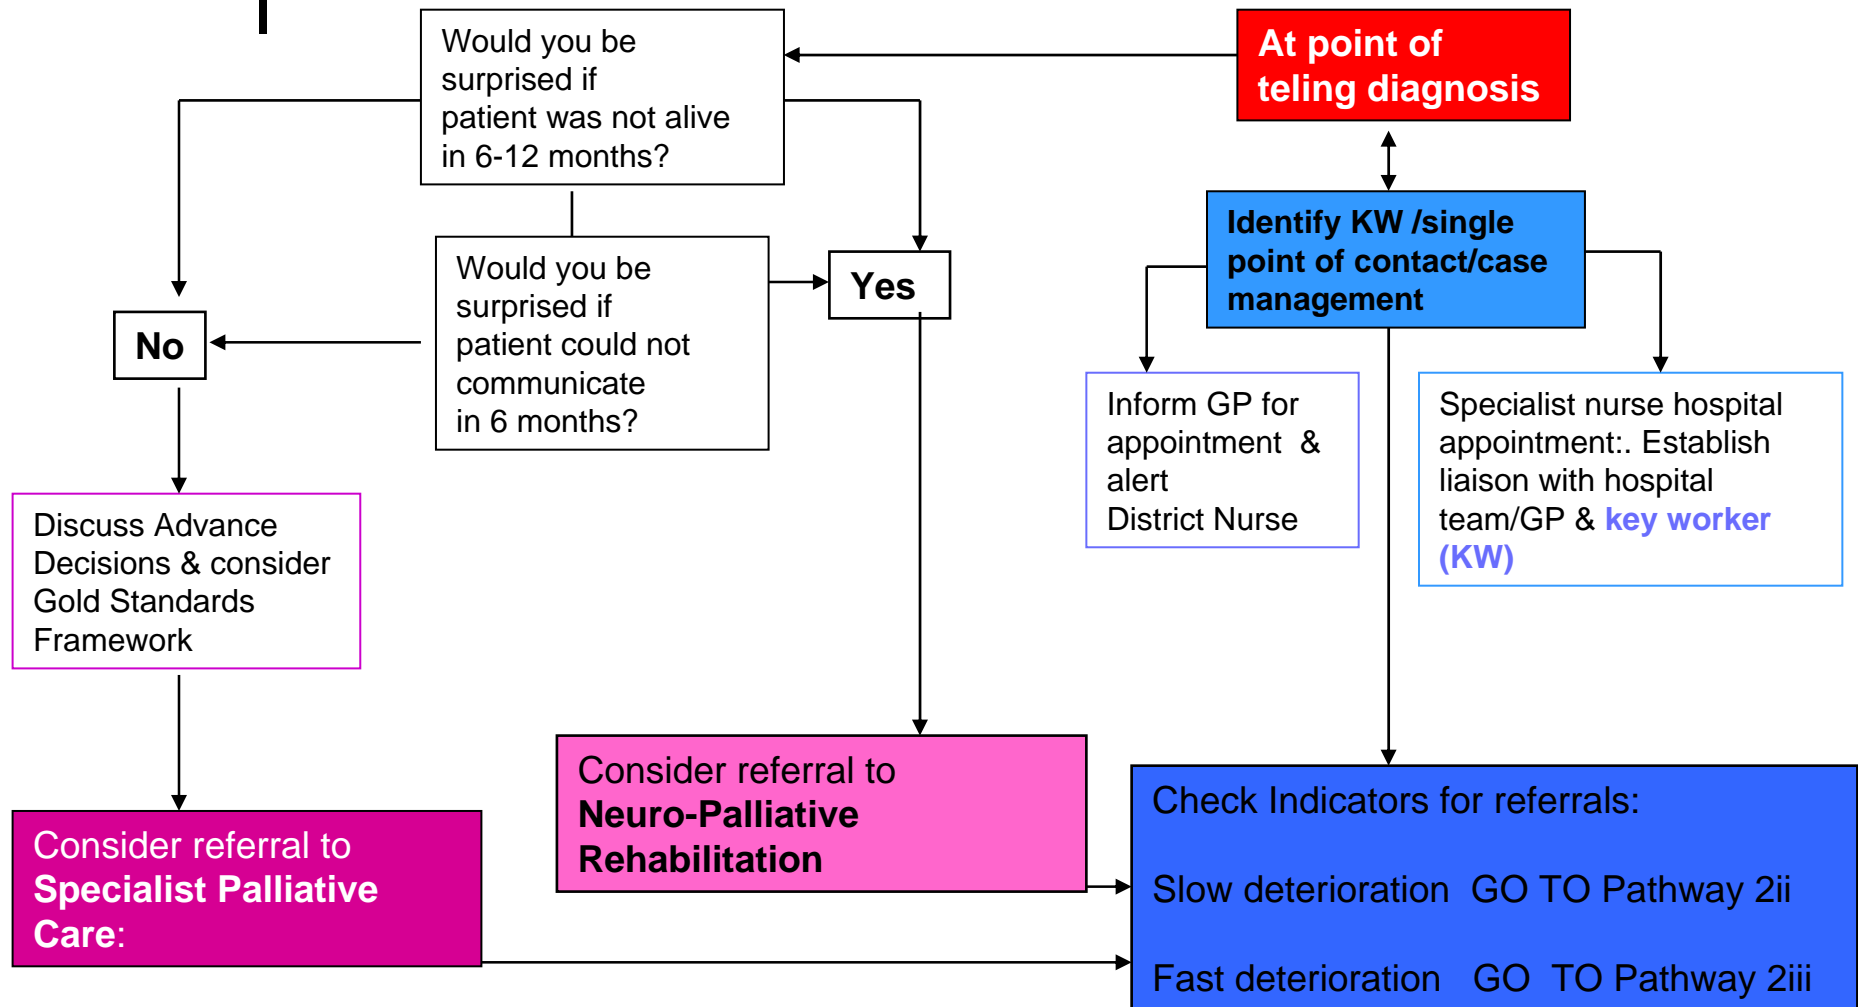 Would you be
surprised if
patient was not alive
in 6-12 months?
At point of
teling diagnosis
Identify KW /single
point of contact/case
management
Would you be
surprised if
patient could not
communicate
in 6 months?
Yes
No
Inform GP for
appointment  &
alert
District Nurse
Specialist nurse hospital
appointment:. Establish
liaison with hospital
team/GP & key worker
(KW)
Discuss Advance
Decisions & consider
Gold Standards
Framework
Consider referral to
Neuro-Palliative
Rehabilitation
Consider referral to
Specialist Palliative
Care:
Check Indicators for referrals:
Slow deterioration  GO TO Pathway 2ii
Fast deterioration   GO  TO Pathway 2iii